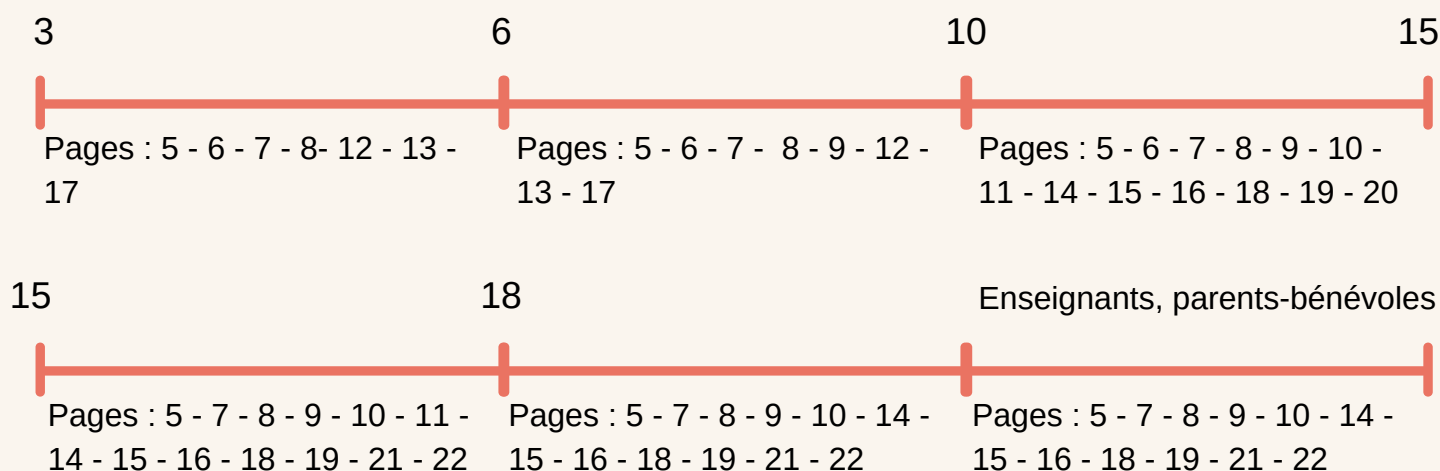 3 6 10 15
Pages : 5 - 6 - 7 - 8- 12 - 13 -
17
Pages : 5 - 6 - 7 -  8 - 9 - 12 -
13 - 17
Pages : 5 - 6 - 7 - 8 - 9 - 10 -
11 - 14 - 15 - 16 - 18 - 19 - 20
15 18 Enseignants, parents-bénévoles
Pages : 5 - 7 - 8 - 9 - 10 - 11 -
14 - 15 - 16 - 18 - 19 - 21 - 22
Pages : 5 - 7 - 8 - 9 - 10 - 14 -
15 - 16 - 18 - 19 - 21 - 22
Pages : 5 - 7 - 8 - 9 - 10 - 14 -
15 - 16 - 18 - 19 - 21 - 22